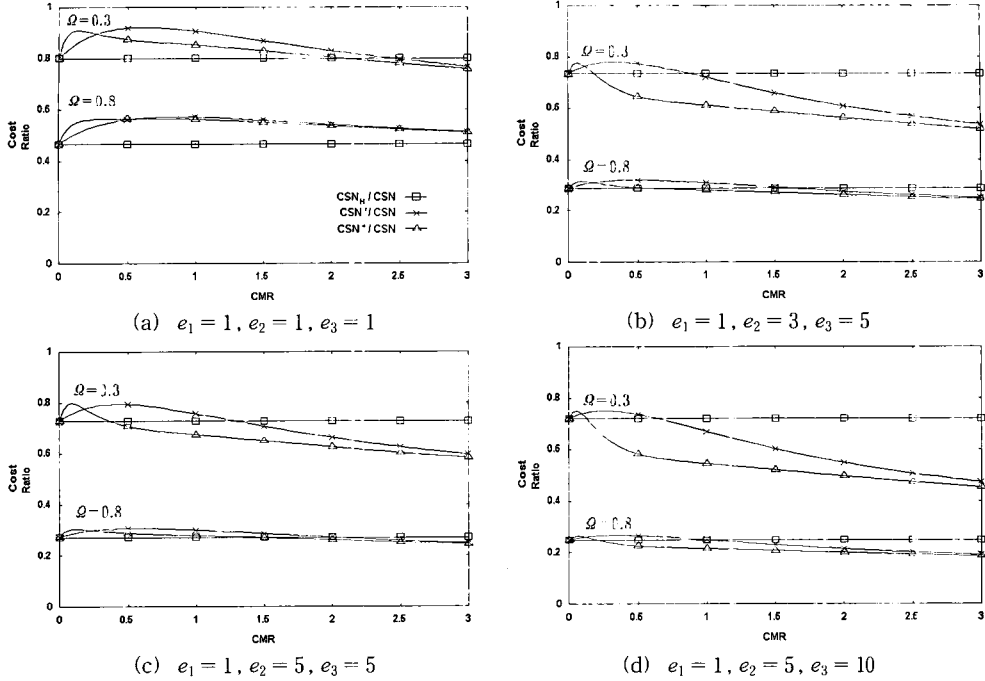 1
0.8
0.6
0.4
0.2
0
Cost
Ratio
Ω=0.3
Ω=0.8
CSN_H/CSN
CSN'/CSN
CSN⁺/CSN
0 0.5 1 1.5 2 2.5 3
CMR
(a) e₁ = 1, e₂ = 1, e₃ = 1
1
0.8
0.6
0.4
0.2
0
Cost
Ratio
Ω=0.3
Ω=0.8
0 0.5 1 1.5 2 2.5 3
CMR
(b) e₁ = 1, e₂ = 3, e₃ = 5
1
0.8
0.6
0.4
0.2
0
Cost
Ratio
Ω=0.3
Ω=0.8
0 0.5 1 1.5 2 2.5 3
CMR
(c) e₁ = 1, e₂ = 5, e₃ = 5
1
0.8
0.6
0.4
0.2
0
Cost
Ratio
Ω=0.3
Ω=0.8
0 0.5 1 1.5 2 2.5 3
CMR
(d) e₁ = 1, e₂ = 5, e₃ = 10